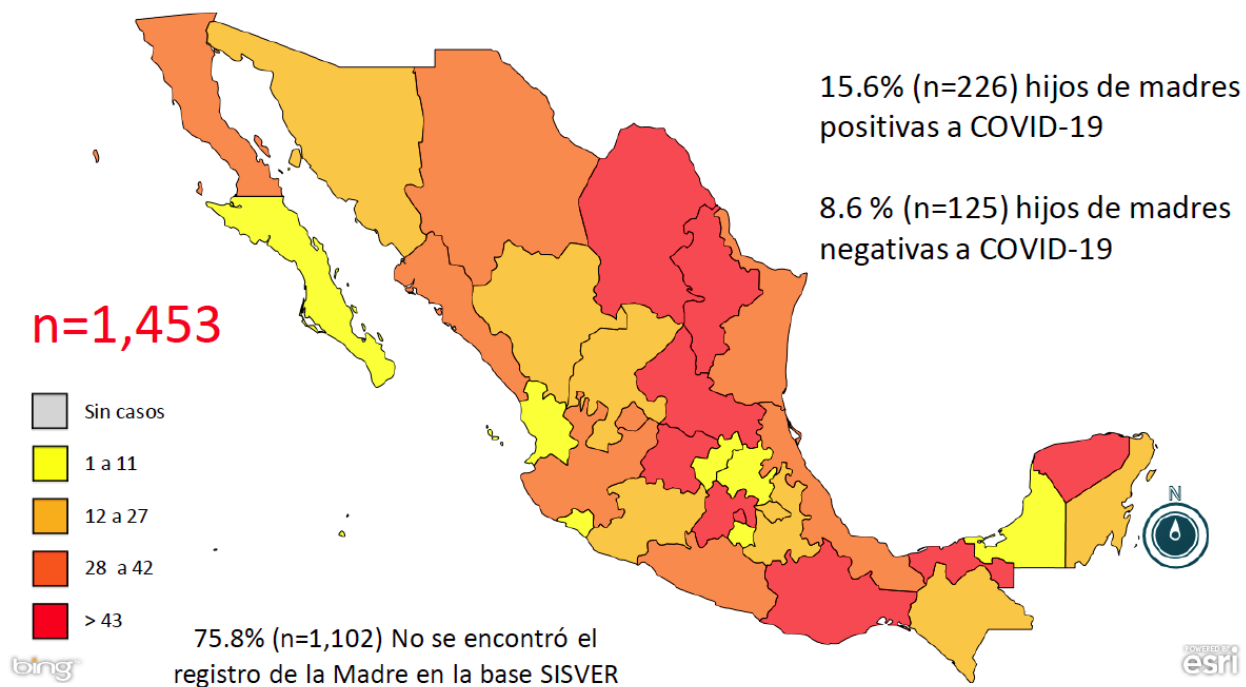 15.6% (n=226) hijos de madres
positivas a COVID-19
8.6 % (n=125) hijos de madres
negativas a COVID-19
n=1,453
Sin casos
1 a 11
12 a 27
28 a 42
> 43
N
75.8% (n=1,102) No se encontró el
registro de la Madre en la base SISVER
bing
POWERED BY
esri